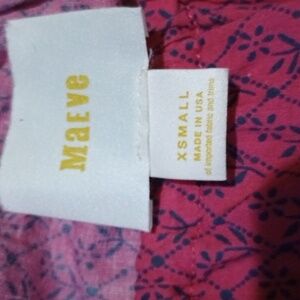 Maeve
XSMALL
MADE IN USA
of imported fabric and trims